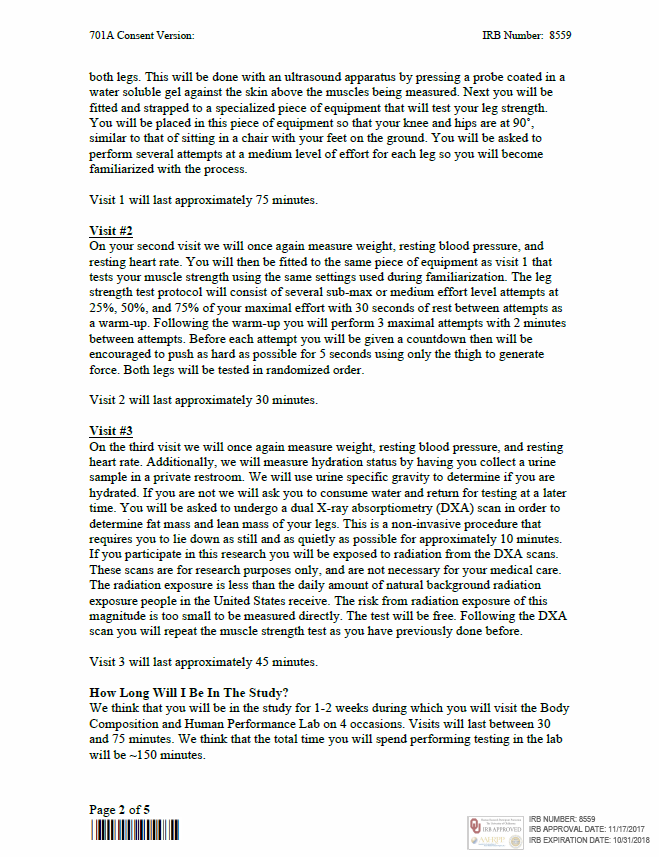 701A Consent Version: IRB Number: 8559
both legs. This will be done with an ultrasound apparatus by pressing a probe coated in a
water soluble gel against the skin above the muscles being measured. Next you will be
fitted and strapped to a specialized piece of equipment that will test your leg strength.
You will be placed in this piece of equipment so that your knee and hips are at 90°,
similar to that of sitting in a chair with your feet on the ground. You will be asked to
perform several attempts at a medium level of effort for each leg so you will become
familiarized with the process.
Visit 1 will last approximately 75 minutes.
Visit #2
On your second visit we will once again measure weight, resting blood pressure, and
resting heart rate. You will then be fitted to the same piece of equipment as visit 1 that
tests your muscle strength using the same settings used during familiarization. The leg
strength test protocol will consist of several sub-max or medium effort level attempts at
25%, 50%, and 75% of your maximal effort with 30 seconds of rest between attempts as
a warm-up. Following the warm-up you will perform 3 maximal attempts with 2 minutes
between attempts. Before each attempt you will be given a countdown then will be
encouraged to push as hard as possible for 5 seconds using only the thigh to generate
force. Both legs will be tested in randomized order.
Visit 2 will last approximately 30 minutes.
Visit #3
On the third visit we will once again measure weight, resting blood pressure, and resting
heart rate. Additionally, we will measure hydration status by having you collect a urine
sample in a private restroom. We will use urine specific gravity to determine if you are
hydrated. If you are not we will ask you to consume water and return for testing at a later
time. You will be asked to undergo a dual X-ray absorptiometry (DXA) scan in order to
determine fat mass and lean mass of your legs. This is a non-invasive procedure that
requires you to lie down as still and as quietly as possible for approximately 10 minutes.
If you participate in this research you will be exposed to radiation from the DXA scans.
These scans are for research purposes only, and are not necessary for your medical care.
The radiation exposure is less than the daily amount of natural background radiation
exposure people in the United States receive. The risk from radiation exposure of this
magnitude is too small to be measured directly. The test will be free. Following the DXA
scan you will repeat the muscle strength test as you have previously done before.
Visit 3 will last approximately 45 minutes.
How Long Will I Be In The Study?
We think that you will be in the study for 1-2 weeks during which you will visit the Body
Composition and Human Performance Lab on 4 occasions. Visits will last between 30
and 75 minutes. We think that the total time you will spend performing testing in the lab
will be ~150 minutes.
Page 2 of 5
IRB APPROVED
IRB NUMBER: 8559
IRB APPROVAL DATE: 11/17/2017
IRB EXPIRATION DATE: 10/31/2018